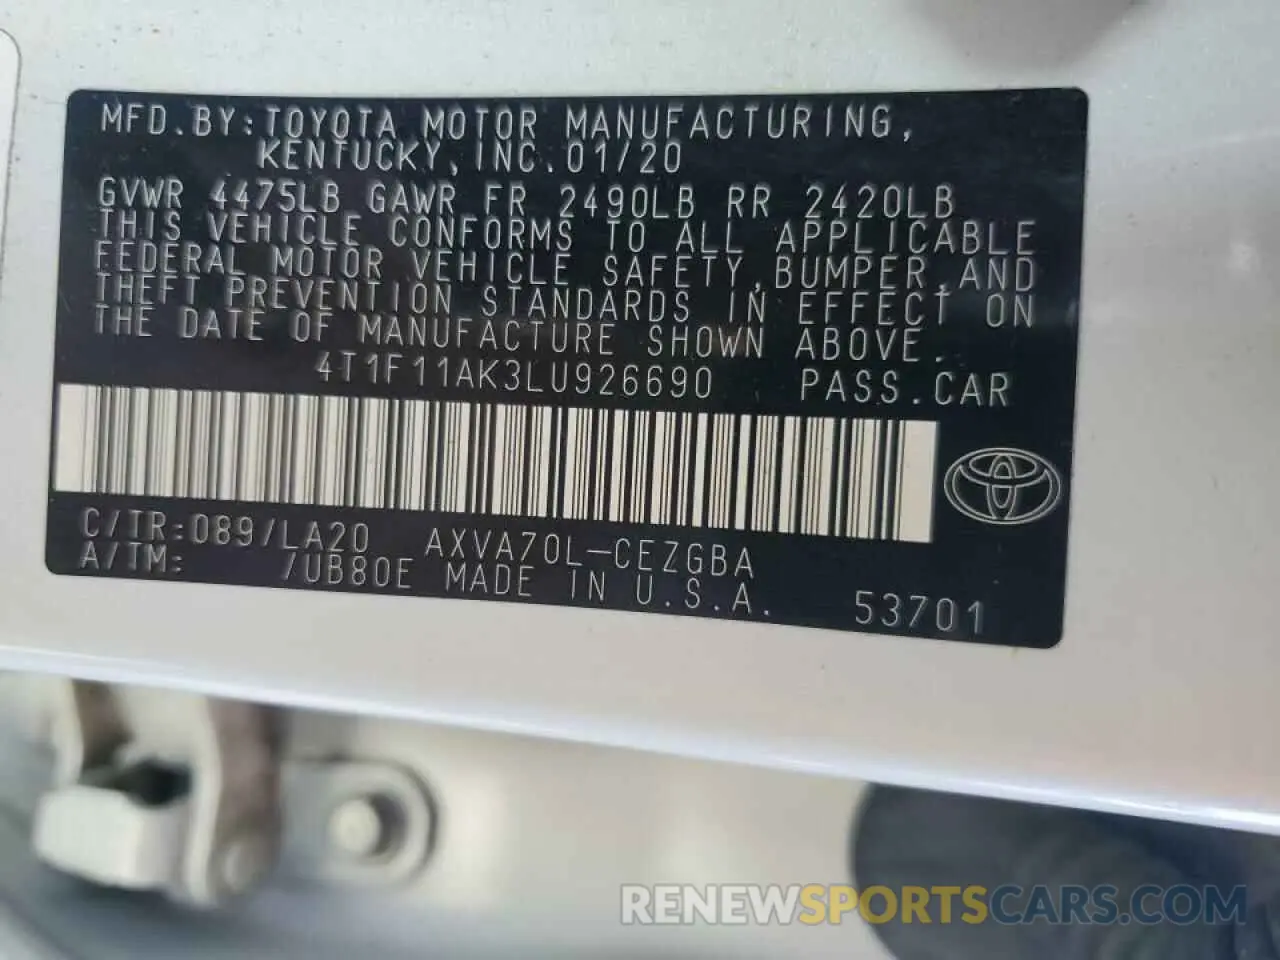 MFD.BY:TOYOTA MOTOR MANUFACTURING,
KENTUCKY, INC.01/20
GVWR 4475LB GAWR FR 2490LB RR 2420LB
THIS VEHICLE CONFORMS TO ALL APPLICABLE
FEDERAL MOTOR VEHICLE SAFETY,BUMPER,AND
THEFT PREVENTION STANDARDS IN EFFECT ON
THE DATE OF MANUFACTURE SHOWN ABOVE.
4T1F11AK3LU926690 PASS.CAR
C/TR:089/LA20 AXVA70L-CEZGBA
A/TM: /UB80E MADE IN U.S.A.
53701
RENEWSPORTSCARS.COM